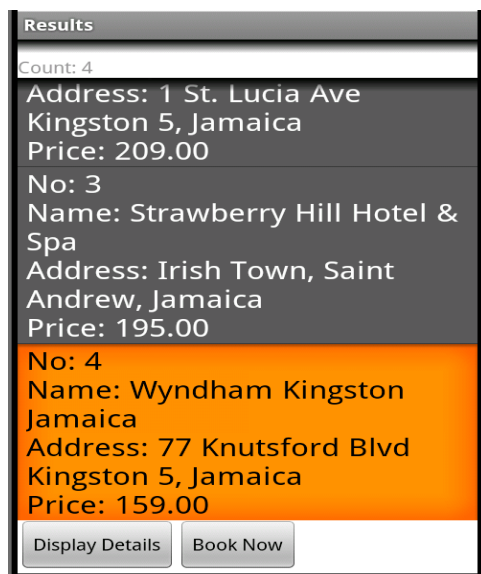 Results
Count: 4
Address: 1 St. Lucia Ave
Kingston 5, Jamaica
Price: 209.00
No: 3
Name: Strawberry Hill Hotel &
Spa
Address: Irish Town, Saint
Andrew, Jamaica
Price: 195.00
No: 4
Name: Wyndham Kingston
Jamaica
Address: 77 Knutsford Blvd
Kingston 5, Jamaica
Price: 159.00
Display Details Book Now